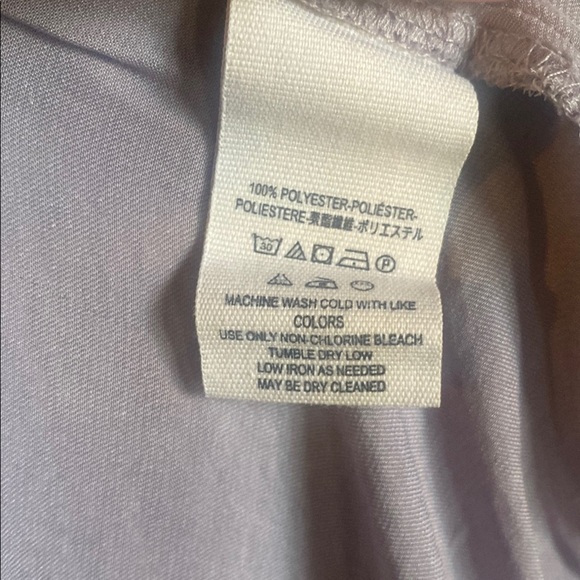 100% POLYESTER-POLIÉSTER-
POLIESTERE-聚酯纖維-ポリエステル
30 P
MACHINE WASH COLD WITH LIKE
COLORS
USE ONLY NON-CHLORINE BLEACH
TUMBLE DRY LOW
LOW IRON AS NEEDED
MAY BE DRY CLEANED